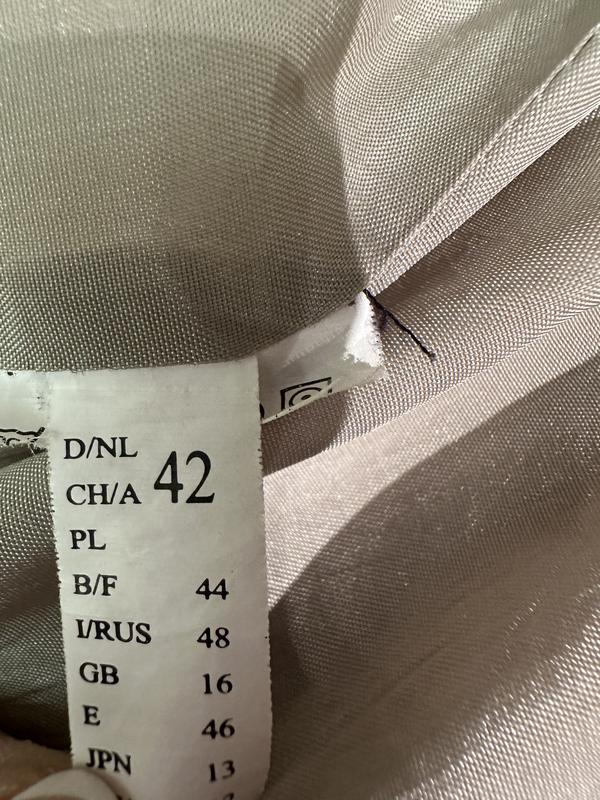 D/NL
CH/A 42
PL
B/F 44
I/RUS 48
GB 16
E 46
JPN 13